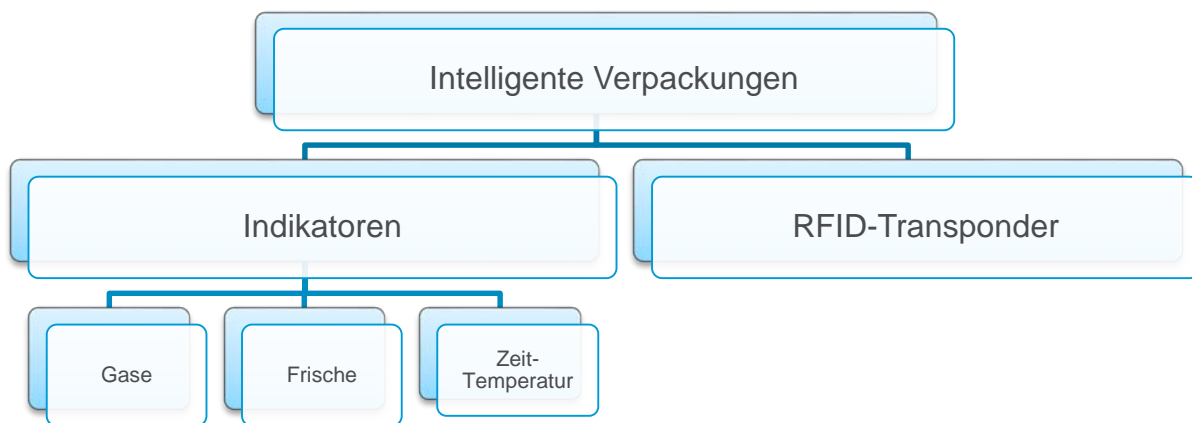 Intelligente Verpackungen
Indikatoren
RFID-Transponder
Gase
Frische
Zeit-
Temperatur